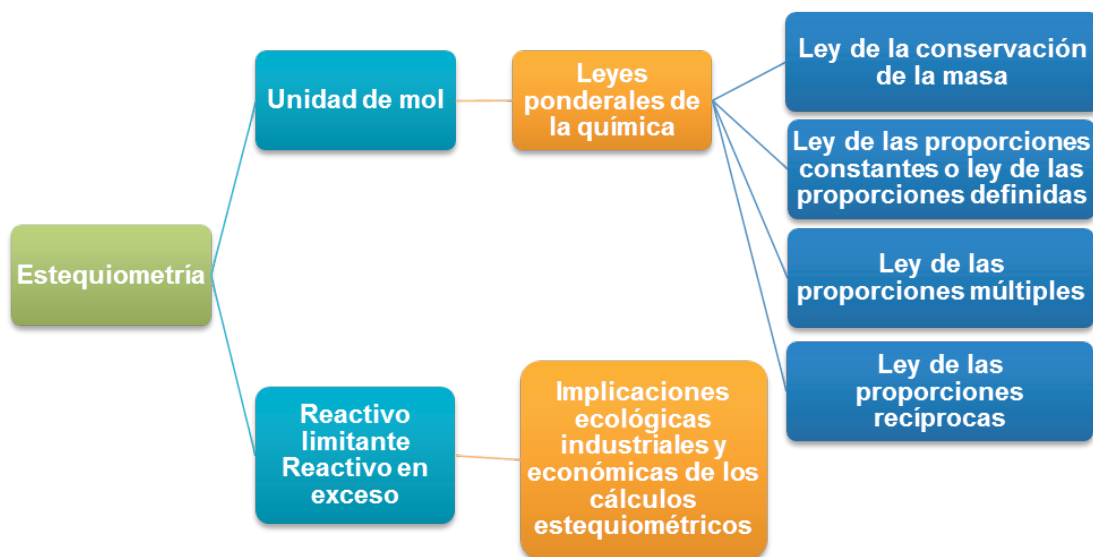 Estequiometría
Unidad de mol
Leyes
ponderales de
la química
Ley de la conservación
de la masa
Ley de las proporciones
constantes o ley de las
proporciones definidas
Ley de las
proporciones múltiples
Ley de las
proporciones
recíprocas
Reactivo
limitante
Reactivo en
exceso
Implicaciones
ecológicas
industriales y
económicas de los
cálculos
estequiométricos